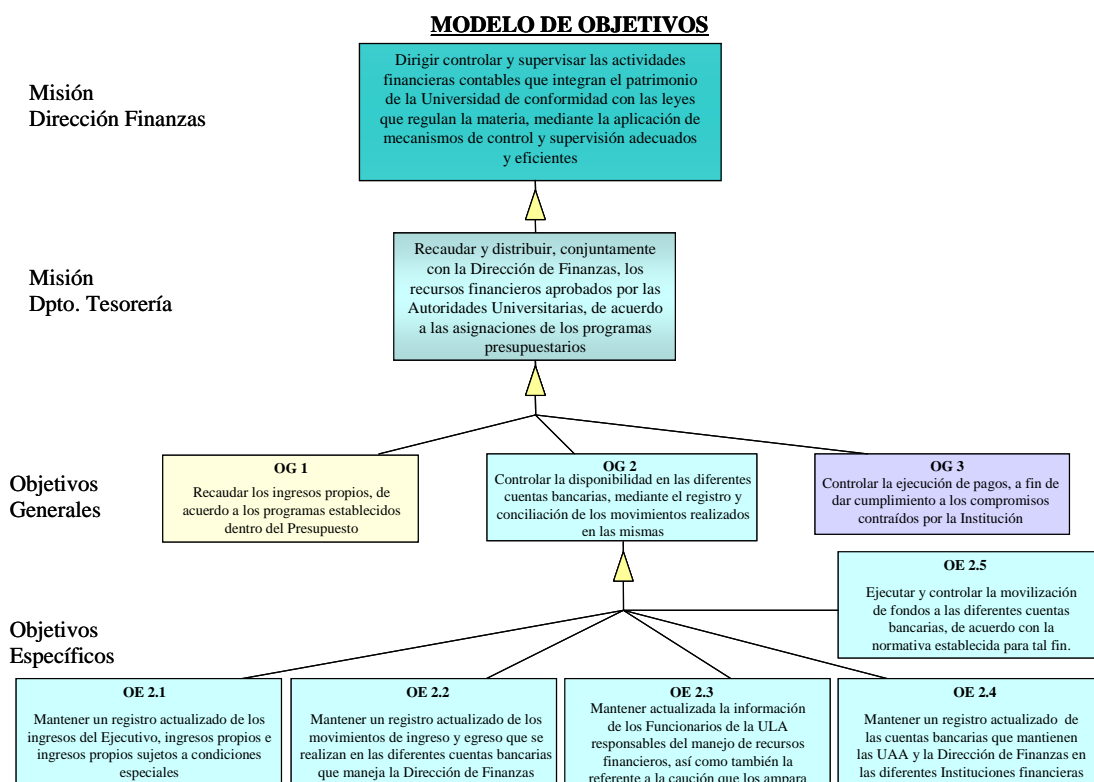 MODELO DE OBJETIVOS
Misión
Dirección Finanzas
Dirigir controlar y supervisar las actividades
financieras contables que integran el patrimonio
de la Universidad de conformidad con las leyes
que regulan la materia, mediante la aplicación de
mecanismos de control y supervisión adecuados
y eficientes
Misión
Dpto. Tesorería
Recaudar y distribuir, conjuntamente
con la Dirección de Finanzas, los
recursos financieros aprobados por las
Autoridades Universitarias, de acuerdo
a las asignaciones de los programas
presupuestarios
Objetivos
Generales
OG 1
Recaudar los ingresos propios, de
acuerdo a los programas establecidos
dentro del Presupuesto
OG 2
Controlar la disponibilidad en las diferentes
cuentas bancarias, mediante el registro y
conciliación de los movimientos realizados
en las mismas
OG 3
Controlar la ejecución de pagos, a fin de
dar cumplimiento a los compromisos
contraídos por la Institución
Objetivos
Específicos
OE 2.5
Ejecutar y controlar la movilización
de fondos a las diferentes cuentas
bancarias, de acuerdo con la
normativa establecida para tal fin.
OE 2.1
Mantener un registro actualizado de los
ingresos del Ejecutivo, ingresos propios e
ingresos propios sujetos a condiciones
especiales
OE 2.2
Mantener un registro actualizado de los
movimientos de ingreso y egreso que se
realizan en las diferentes cuentas bancarias
que maneja la Dirección de Finanzas
OE 2.3
Mantener actualizada la información
de los Funcionarios de la ULA
responsables del manejo de recursos
financieros, así como también la
referente a la caución que los ampara
OE 2.4
Mantener un registro actualizado de
las cuentas bancarias que mantienen
las UAA y la Dirección de Finanzas en
las diferentes Instituciones financieras